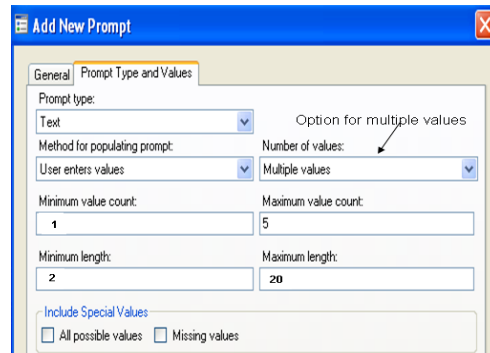 Add New Prompt
General Prompt Type and Values
Prompt type:
Text
Option for multiple values
Method for populating prompt: Number of values:
User enters values Multiple values
Minimum value count: Maximum value count:
1 5
Minimum length: Maximum length:
2 20
Include Special Values
All possible values Missing values